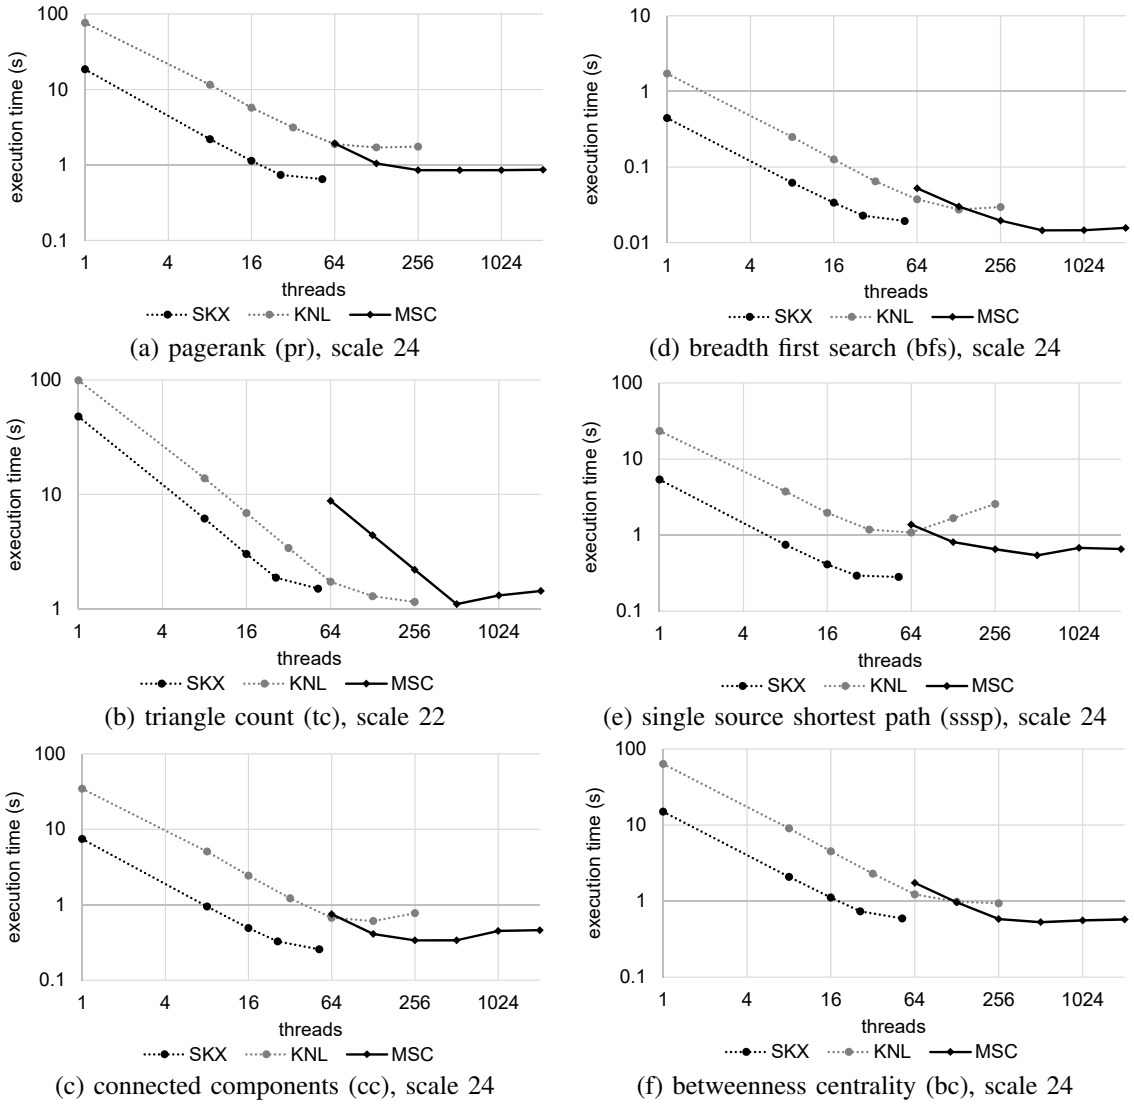 100
10
1
0.1
execution time (s)
1 4 16 64 256 1024
threads
SKX KNL MSC
(a) pagerank (pr), scale 24
10
1
0.1
0.01
execution time (s)
1 4 16 64 256 1024
threads
SKX KNL MSC
(d) breadth first search (bfs), scale 24
100
10
1
execution time (s)
1 4 16 64 256 1024
threads
SKX KNL MSC
(b) triangle count (tc), scale 22
100
10
1
0.1
execution time (s)
1 4 16 64 256 1024
threads
SKX KNL MSC
(e) single source shortest path (sssp), scale 24
100
10
1
0.1
execution time (s)
1 4 16 64 256 1024
threads
SKX KNL MSC
(c) connected components (cc), scale 24
100
10
1
0.1
execution time (s)
1 4 16 64 256 1024
threads
SKX KNL MSC
(f) betweenness centrality (bc), scale 24